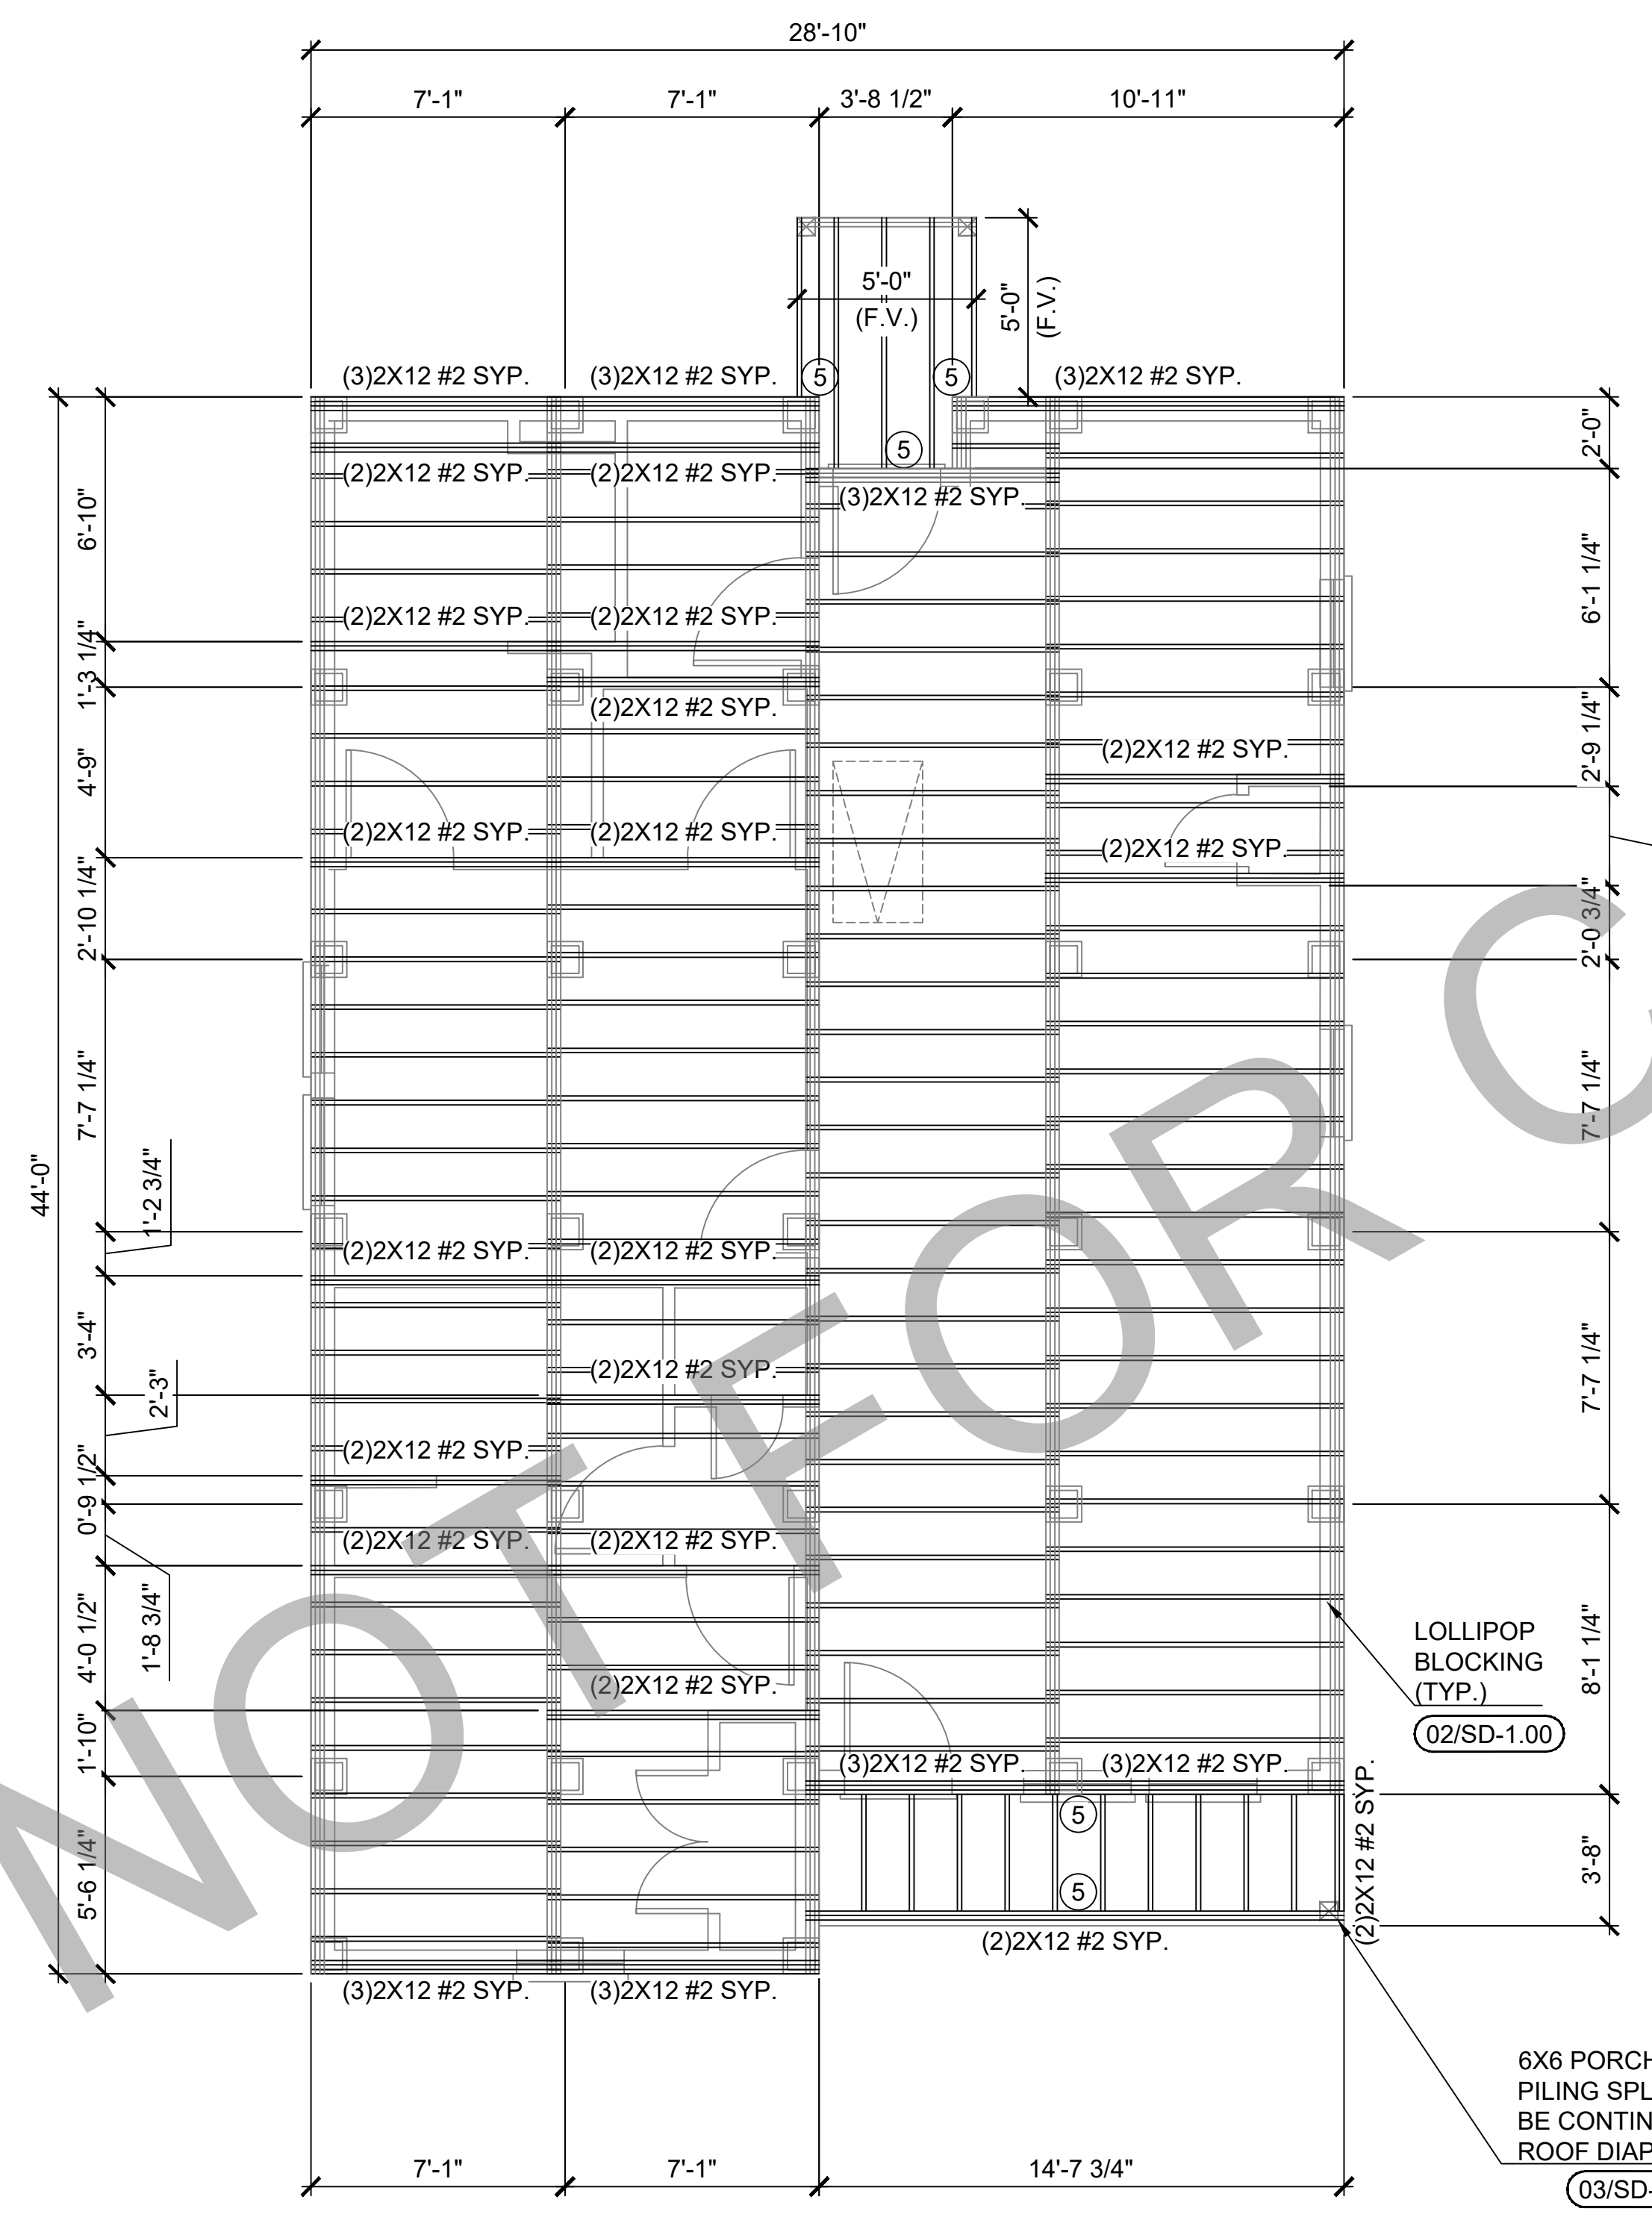 28'-10"
7'-1" 7'-1" 3'-8 1/2" 10'-11"
5'-0"
(F.V.)
5'-0"
(F.V.)
5 5
5
(3)2X12 #2 SYP. (3)2X12 #2 SYP. (3)2X12 #2 SYP.
(2)2X12 #2 SYP. (2)2X12 #2 SYP.
(3)2X12 #2 SYP.
(2)2X12 #2 SYP. (2)2X12 #2 SYP.
(2)2X12 #2 SYP.
(2)2X12 #2 SYP.
(2)2X12 #2 SYP. (2)2X12 #2 SYP. (2)2X12 #2 SYP.
(2)2X12 #2 SYP. (2)2X12 #2 SYP.
(2)2X12 #2 SYP.
(2)2X12 #2 SYP.
(2)2X12 #2 SYP. (2)2X12 #2 SYP.
(2)2X12 #2 SYP.
(3)2X12 #2 SYP. (3)2X12 #2 SYP.
5
5
(2)2X12 #2 SYP.
(2)2X12 #2 SYP.
(3)2X12 #2 SYP. (3)2X12 #2 SYP.
44'-0"
6'-10"
1'-3 1/4"
4'-9"
2'-10 1/4"
7'-7 1/4"
1'-2 3/4"
3'-4"
2'-3"
0'-9 1/2"
1'-8 3/4"
4'-0 1/2"
1'-10"
5'-6 1/4"
2'-0"
6'-1 1/4"
2'-9 1/4"
2'-0 3/4"
7'-7 1/4"
7'-7 1/4"
8'-1 1/4"
3'-8"
LOLLIPOP
BLOCKING
(TYP.)
02/SD-1.00
6X6 PORCH
PILING
BE
ROOF
03/SD-
7'-1" 7'-1" 14'-7 3/4"
NOT FOR C